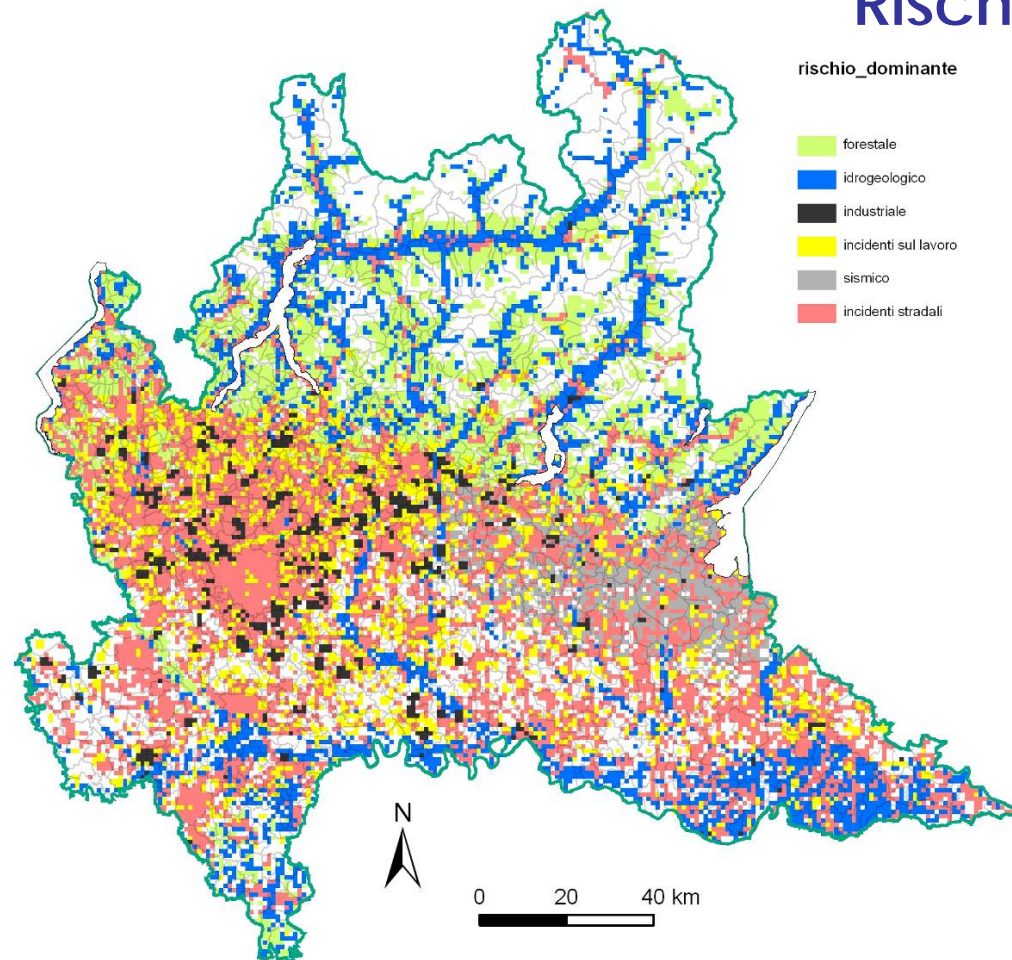 Risch
rischio_dominante
forestale
idrogeologico
industriale
incidenti sul lavoro
sismico
incidenti stradali
N
0 20 40 km